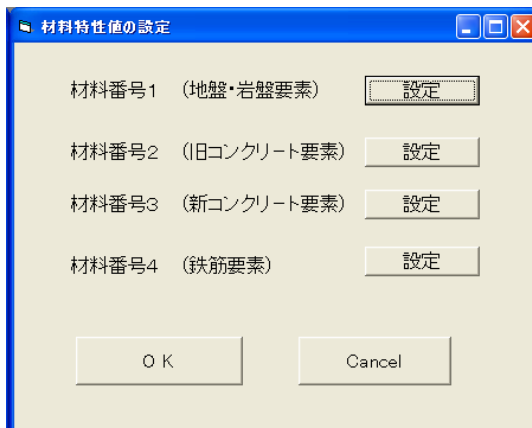 材料特性値の設定
材料番号1 (地盤・岩盤要素) 設定
材料番号2 (旧コンクリート要素) 設定
材料番号3 (新コンクリート要素) 設定
材料番号4 (鉄筋要素) 設定
OK Cancel